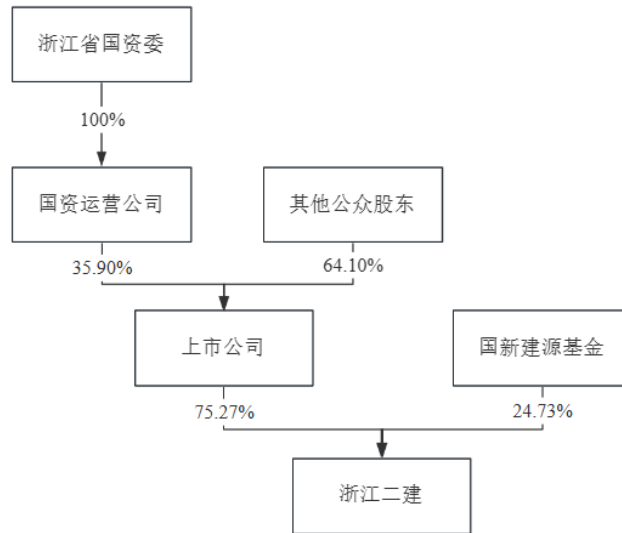 浙江省国资委
100%
国资运营公司
其他公众股东
35.90%
64.10%
上市公司
国新建源基金
75.27%
24.73%
浙江二建